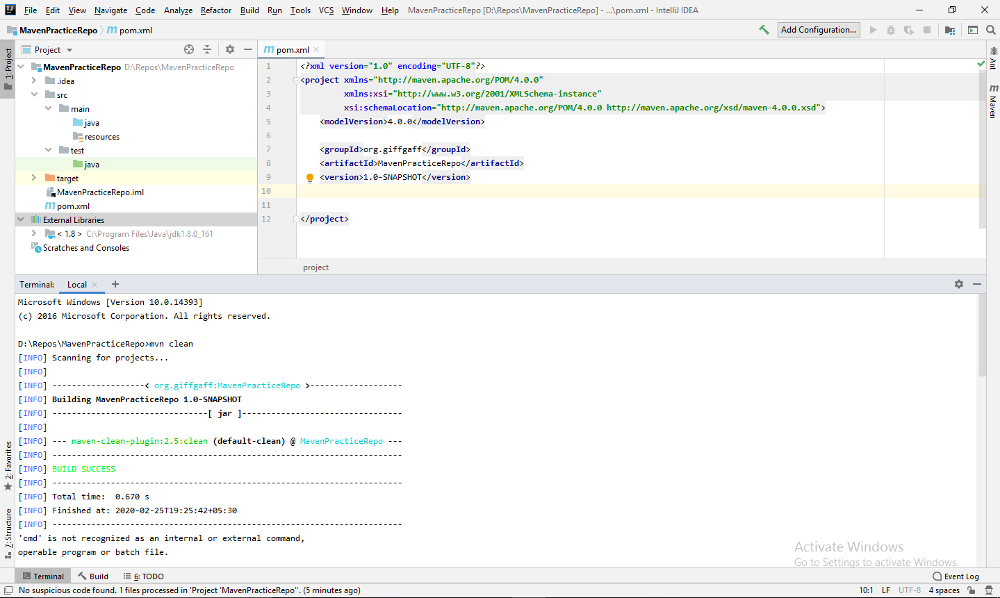 File Edit View Navigate Code Analyze Refactor Build Run Tools VCS Window Help MavenPracticeRepo [D:\Repos\MavenPracticeRepo] - ...\pom.xml - IntelliJ IDEA
MavenPracticeRepo m pom.xml Add Configuration...
1: Project
Project
MavenPracticeRepo D:\Repos\MavenPracticeRepo
.idea
src
main
java
resources
test
java
target
MavenPracticeRepo.iml
m pom.xml
External Libraries
< 1.8 > C:\Program Files\Java\jdk1.8.0_161
Scratches and Consoles
m pom.xml
1 <?xml version="1.0" encoding="UTF-8"?>
2 <project xmlns="http://maven.apache.org/POM/4.0.0"
3 xmlns:xsi="http://www.w3.org/2001/XMLSchema-instance"
4 xsi:schemaLocation="http://maven.apache.org/POM/4.0.0 http://maven.apache.org/xsd/maven-4.0.0.xsd">
5 <modelVersion>4.0.0</modelVersion>
6
7 <groupId>org.giffgaff</groupId>
8 <artifactId>MavenPracticeRepo</artifactId>
9 <version>1.0-SNAPSHOT</version>
10
11
12 </project>
project
Ant
m Maven
Terminal: Local
Microsoft Windows [Version 10.0.14393]
(c) 2016 Microsoft Corporation. All rights reserved.
D:\Repos\MavenPracticeRepo>mvn clean
[INFO] Scanning for projects...
[INFO]
[INFO] -------------------< org.giffgaff:MavenPracticeRepo >-------------------
[INFO] Building MavenPracticeRepo 1.0-SNAPSHOT
[INFO] --------------------------------[ jar ]---------------------------------
[INFO]
[INFO] --- maven-clean-plugin:2.5:clean (default-clean) @ MavenPracticeRepo ---
[INFO] ------------------------------------------------------------------------
[INFO] BUILD SUCCESS
[INFO] ------------------------------------------------------------------------
[INFO] Total time:  0.670 s
[INFO] Finished at: 2020-02-25T19:25:42+05:30
[INFO] ------------------------------------------------------------------------
'cmd' is not recognized as an internal or external command,
operable program or batch file.
2: Favorites
7: Structure
Activate Windows
Go to Settings to activate Windows.
Terminal Build 6: TODO Event Log
No suspicious code found. 1 files processed in 'Project 'MavenPracticeRepo''. (5 minutes ago) 10:1 LF UTF-8 4 spaces